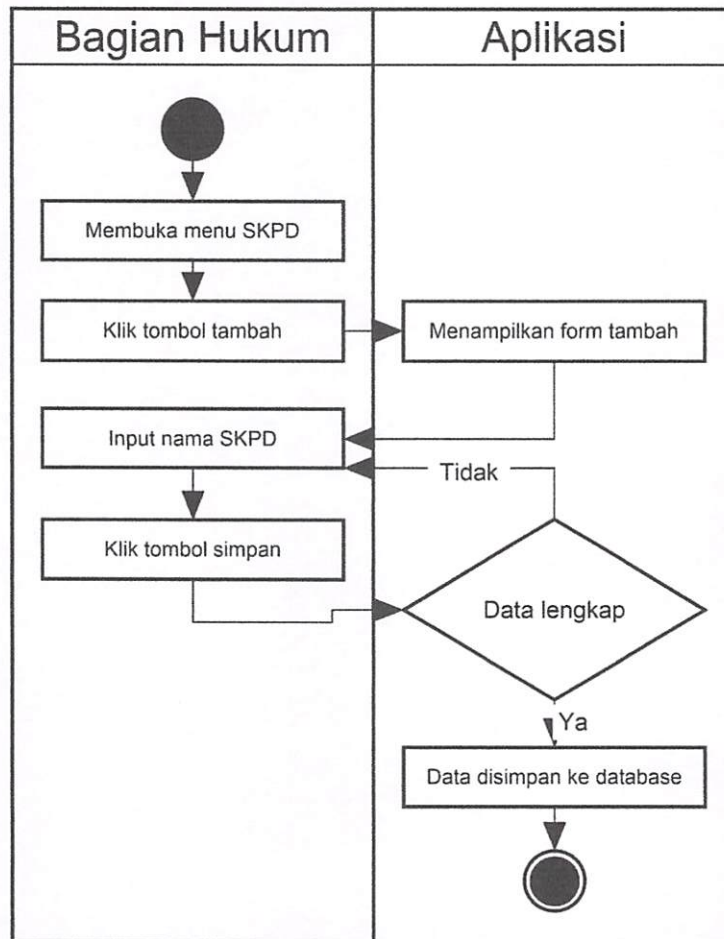 Bagian Hukum
Aplikasi
Membuka menu SKPD
Klik tombol tambah
Menampilkan form tambah
Input nama SKPD
Tidak
Klik tombol simpan
Data lengkap
Ya
Data disimpan ke database